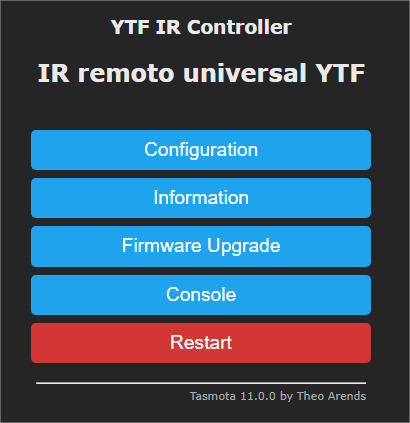 YTF IR Controller
IR remoto universal YTF
Configuration
Information
Firmware Upgrade
Console
Restart
Tasmota 11.0.0 by Theo Arends